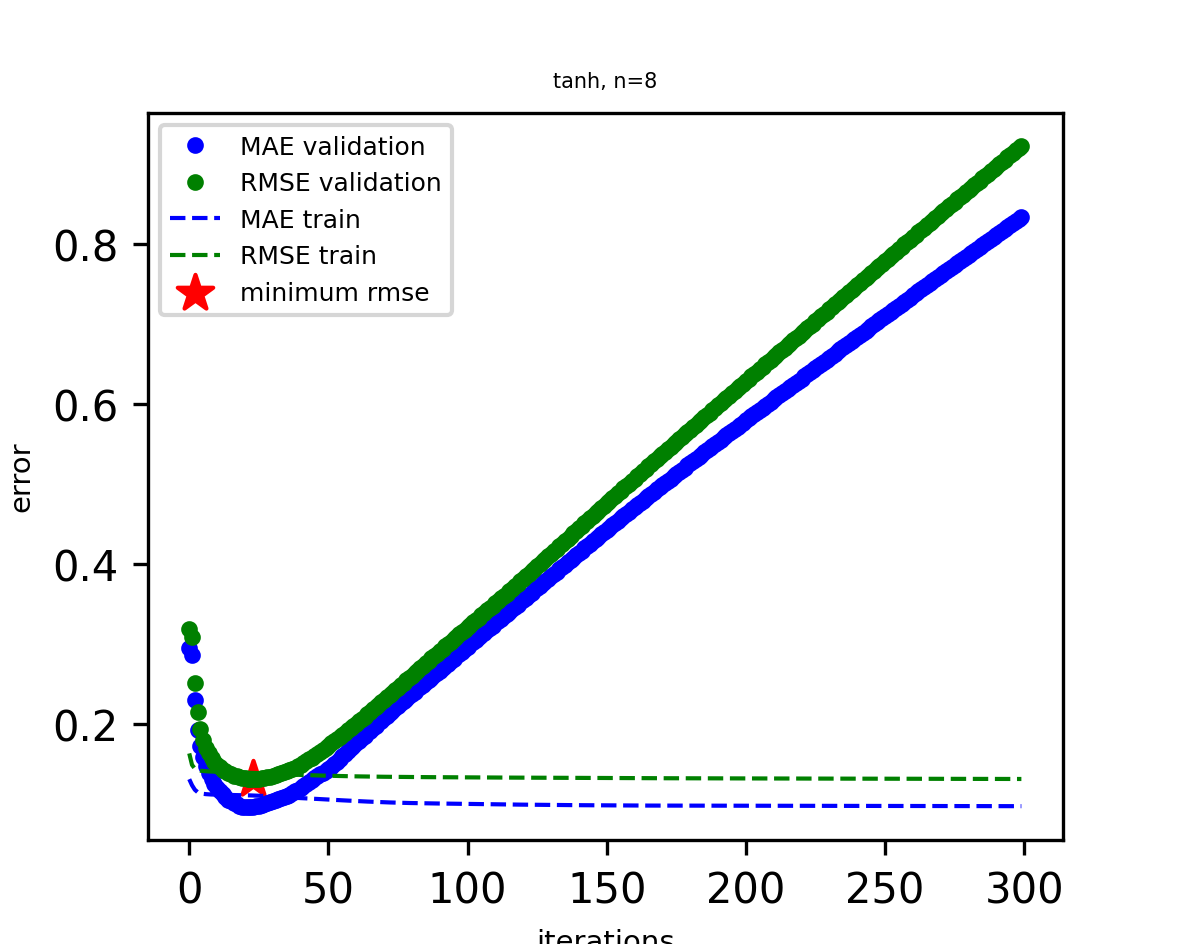 tanh, n=8
MAE validation
RMSE validation
MAE train
RMSE train
minimum rmse
error
0.8
0.6
0.4
0.2
0 50 100 150 200 250 300
iterations